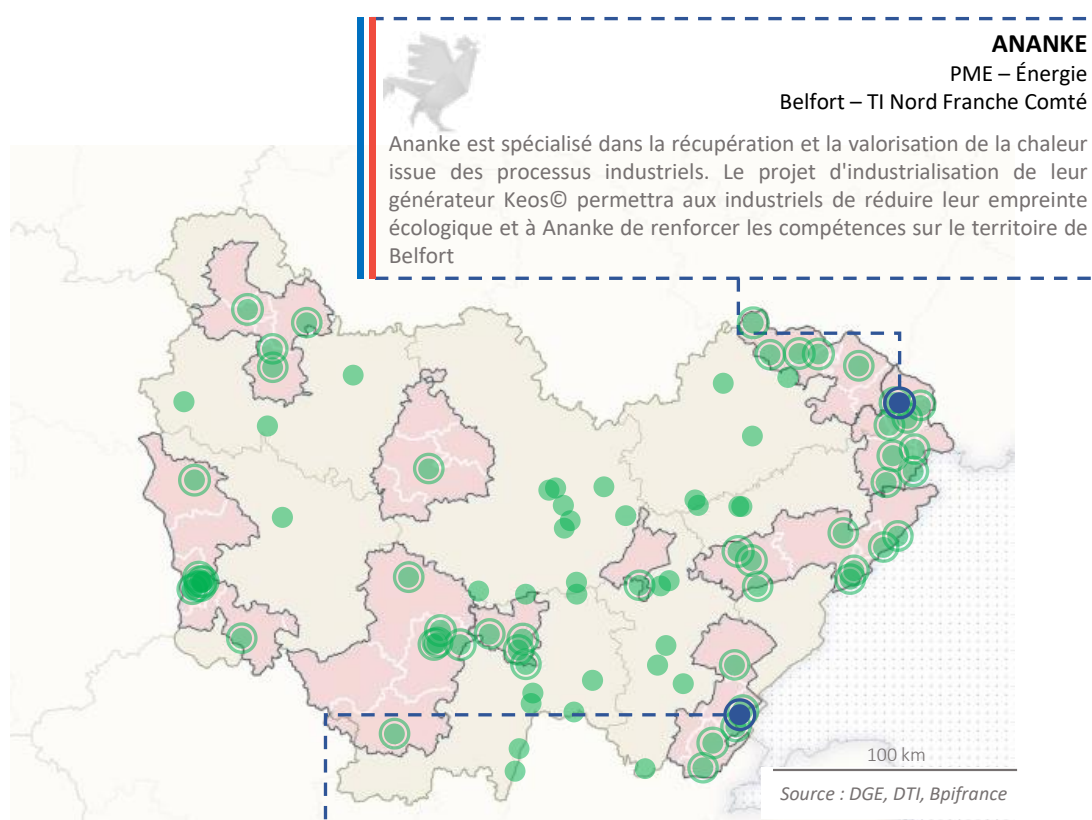 ANANKE
PME – Énergie
Belfort – TI Nord Franche Comté
Ananke est spécialisé dans la récupération et la valorisation de la chaleur
issue des processus industriels. Le projet d'industrialisation de leur
générateur Keos© permettra aux industriels de réduire leur empreinte
écologique et à Ananke de renforcer les compétences sur le territoire de
Belfort
100 km
Source : DGE, DTI, Bpifrance